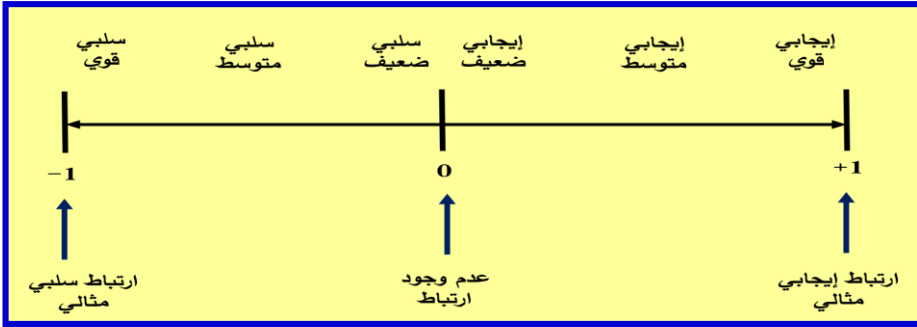 إيجابي قوي
إيجابي متوسط
إيجابي ضعيف
سلبي ضعيف
سلبي متوسط
سلبي قوي
+1
0
−1
ارتباط إيجابي
مثالي
عدم وجود
ارتباط
ارتباط سلبي
مثالي